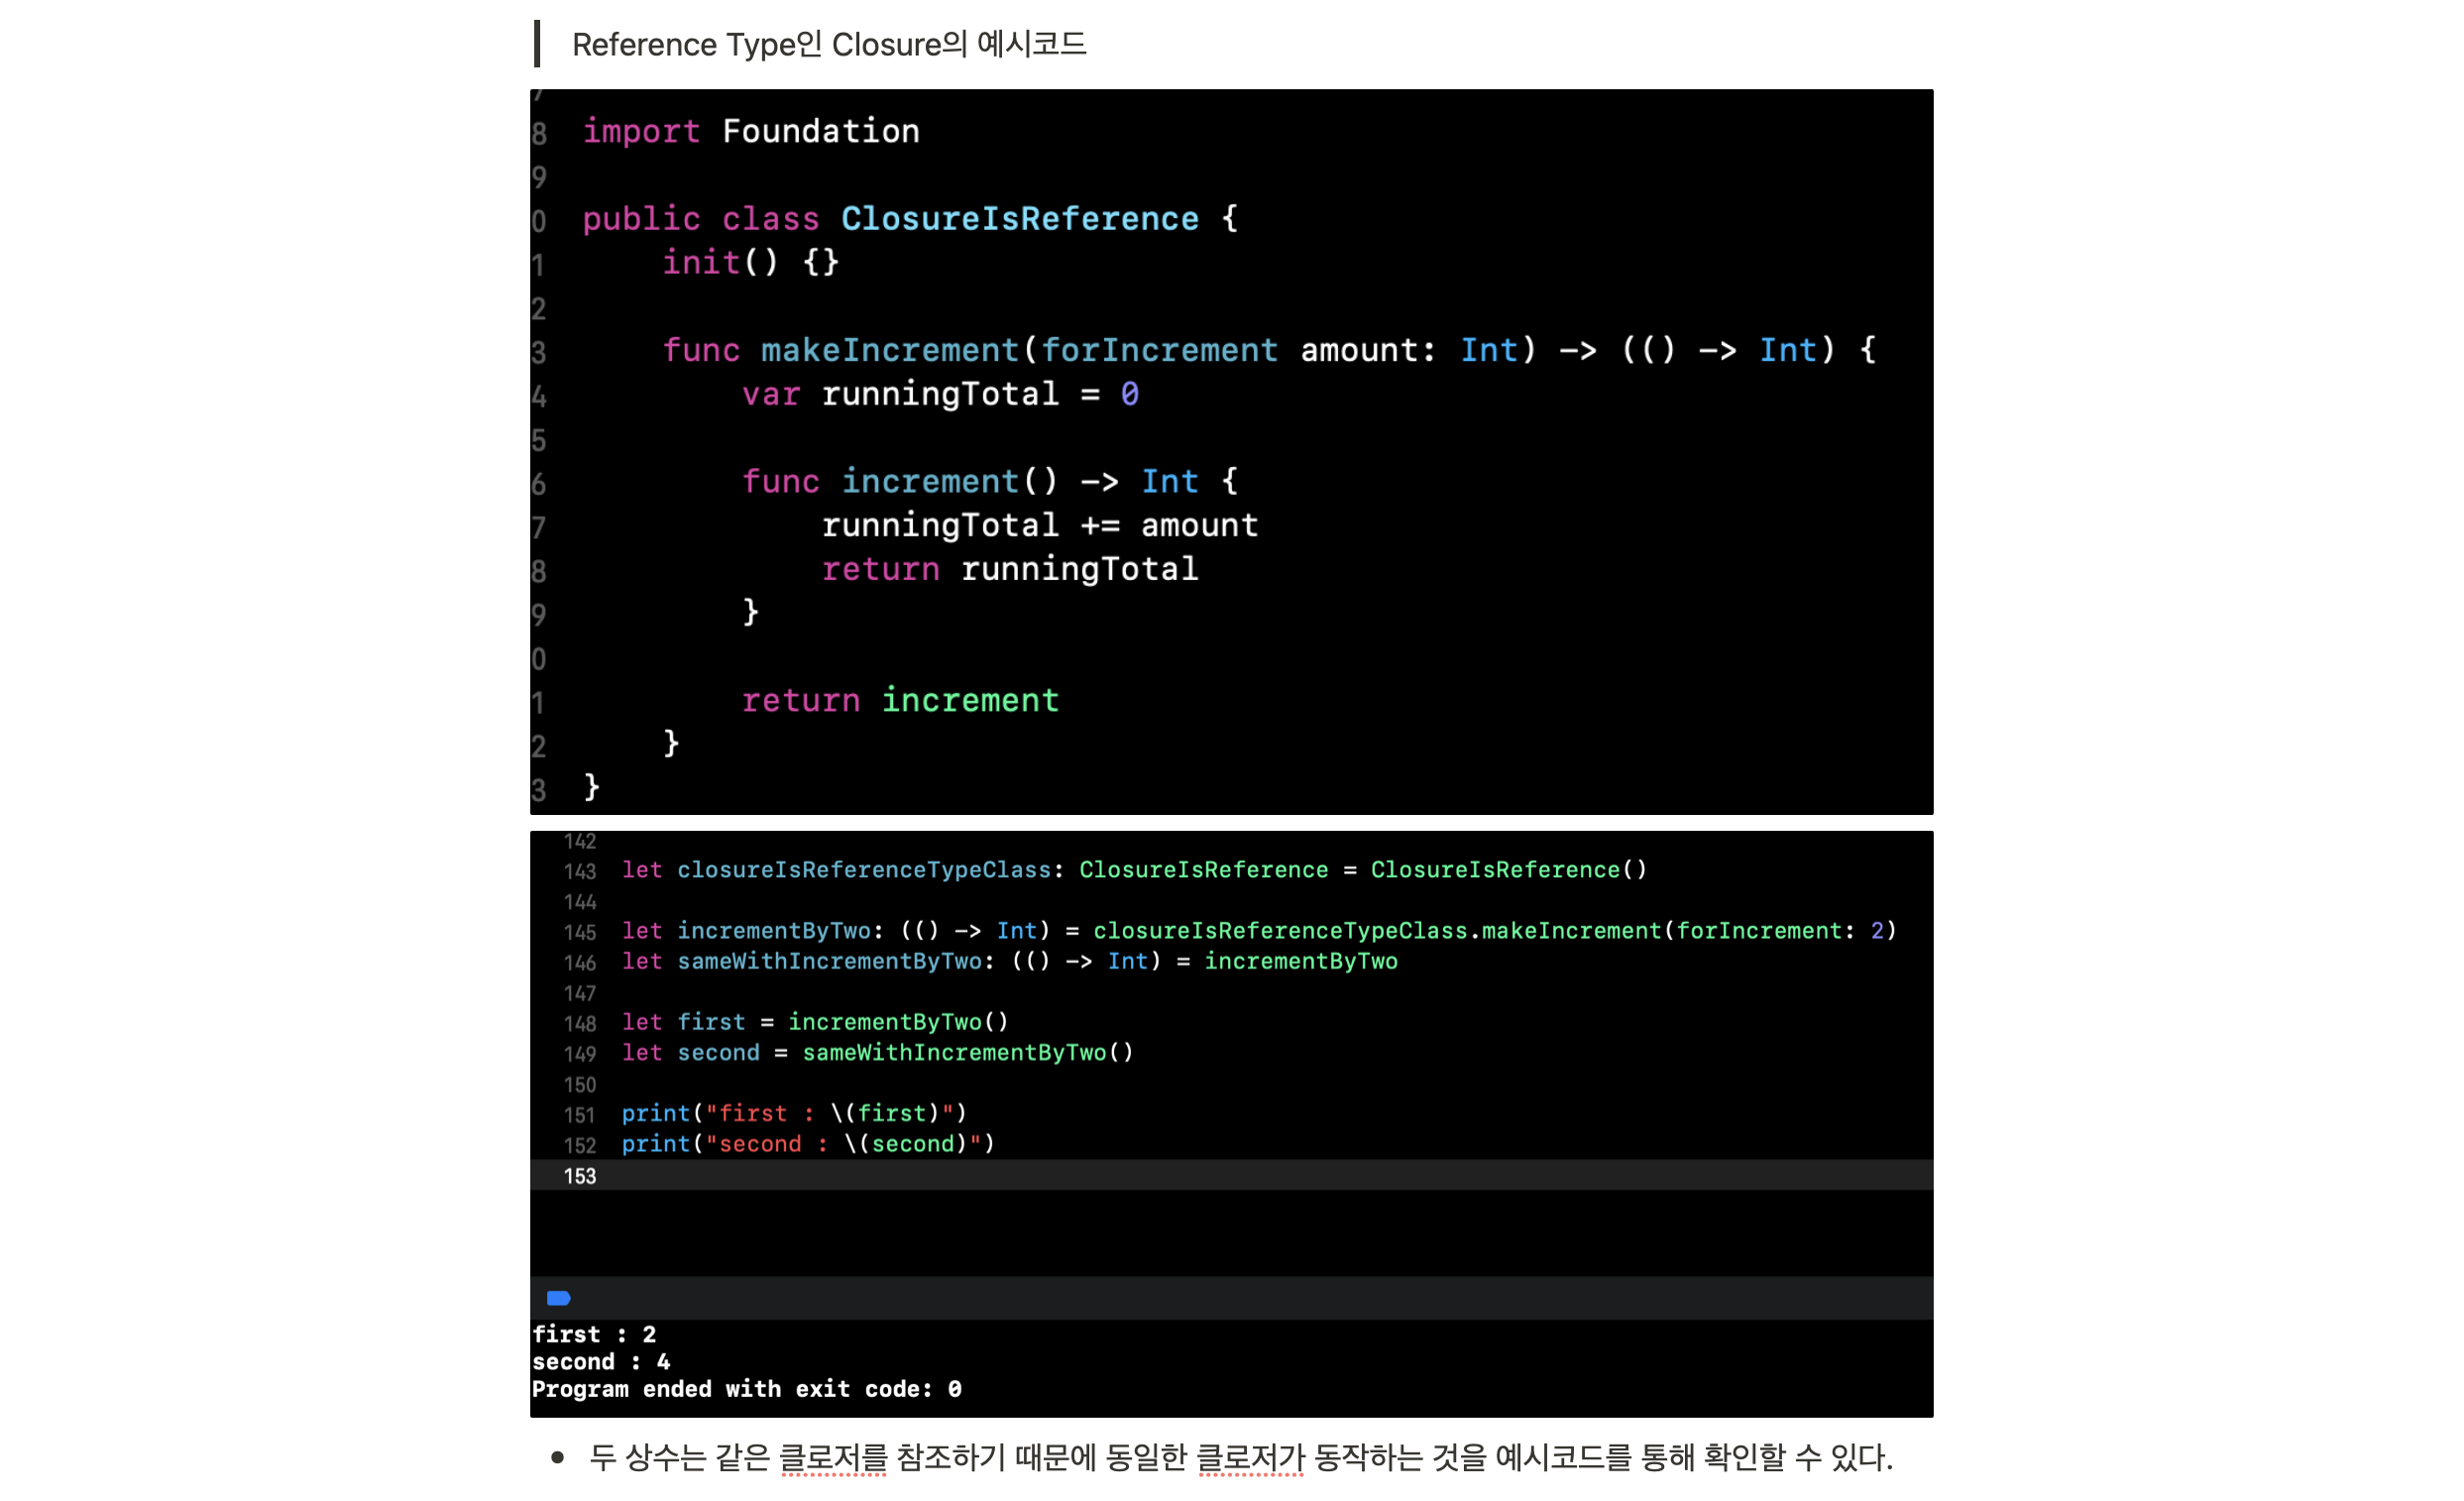 Reference Type인 Closure의 예시코드
7
8 import Foundation
9
0 public class ClosureIsReference {
1     init() {}
2
3     func makeIncrement(forIncrement amount: Int) -> (() -> Int) {
4         var runningTotal = 0
5
6         func increment() -> Int {
7             runningTotal += amount
8             return runningTotal
9         }
0
1         return increment
2     }
3 }
142
143 let closureIsReferenceTypeClass: ClosureIsReference = ClosureIsReference()
144
145 let incrementByTwo: (() -> Int) = closureIsReferenceTypeClass.makeIncrement(forIncrement: 2)
146 let sameWithIncrementByTwo: (() -> Int) = incrementByTwo
147
148 let first = incrementByTwo()
149 let second = sameWithIncrementByTwo()
150
151 print("first : \(first)")
152 print("second : \(second)")
153
first : 2
second : 4
Program ended with exit code: 0
• 두 상수는 같은 클로저를 참조하기 때문에 동일한 클로저가 동작하는 것을 예시코드를 통해 확인할 수 있다.